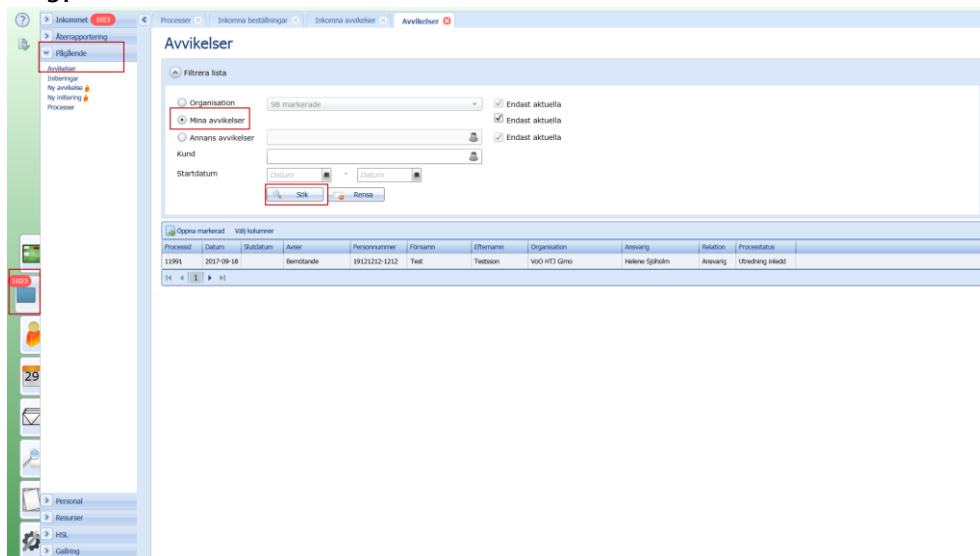 Inkommet 1023
Återrapportering
Pågående
Avvikelser
Initieringar
Ny avvikelse
Ny initiering
Processer
Processer Inkomna beställningar Inkomna avvikelser Avvikelser
Avvikelser
Filtrera lista
Organisation 98 markerade Endast aktuella
Mina avvikelser Endast aktuella
Annans avvikelser Endast aktuella
Kund
Startdatum Datum - Datum
Sök Rensa
Öppna markerad Välj kolumner
Processid Datum Slutdatum Avser Personnummer Förnamn Efternamn Organisation Ansvarig Relation Processtatus
11991 2017-09-18 Bemötande 19121212-1212 Test Testsson VoO HTJ Gimo Helene Sjöholm Ansvarig Utredning inledd
1
1023
29
Personal
Resurser
HSL
Gallring